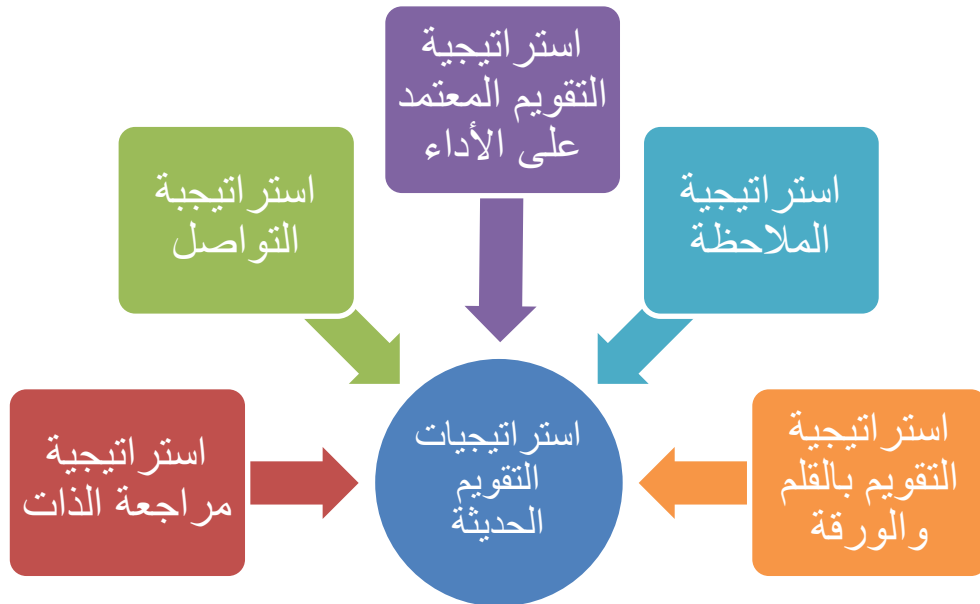 استراتيجية
التقويم المعتمد
على الأداء
استراتيجية
الملاحظة
استراتيجبة
التواصل
استراتيجية
التقويم بالقلم
والورقة
استراتيجيات
التقويم
الحديثة
استراتيجية
مراجعة الذات